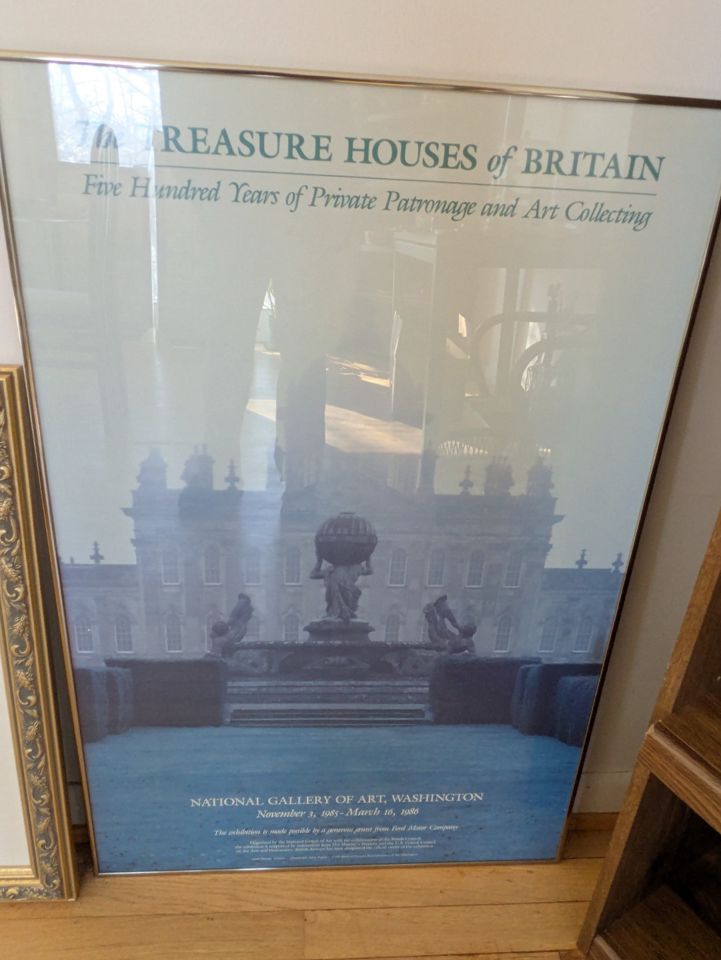 The TREASURE HOUSES of BRITAIN
Five Hundred Years of Private Patronage and Art Collecting
NATIONAL GALLERY OF ART, WASHINGTON
November 3, 1985-March 16, 1986
The exhibition is made possible by a generous grant from Ford Motor Company